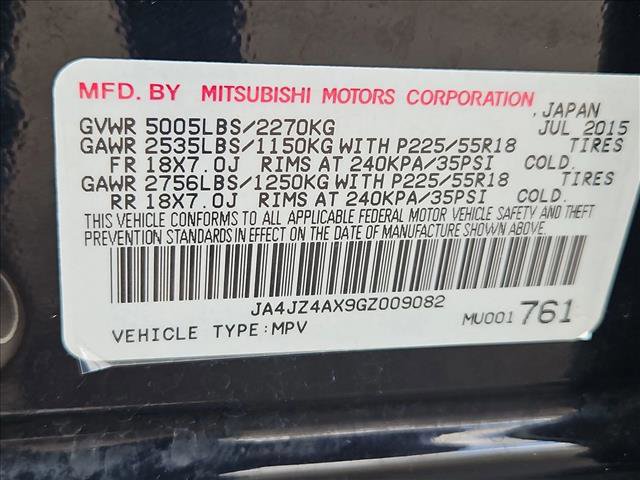 MFD. BY MITSUBISHI MOTORS CORPORATION
,JAPAN
GVWR 5005LBS/2270KG JUL 2015
GAWR 2535LBS/1150KG WITH P225/55R18 TIRES
FR 18X7.0J RIMS AT 240KPA/35PSI COLD.
GAWR 2756LBS/1250KG WITH P225/55R18 TIRES
RR 18X7.0J RIMS AT 240KPA/35PSI COLD.
THIS VEHICLE CONFORMS TO ALL APPLICABLE FEDERAL MOTOR VEHICLE SAFETY AND THEFT
PREVENTION STANDARDS IN EFFECT ON THE DATE OF MANUFACTURE SHOWN ABOVE.
JA4JZ4AX9GZ009082
VEHICLE TYPE:MPV MU001 761